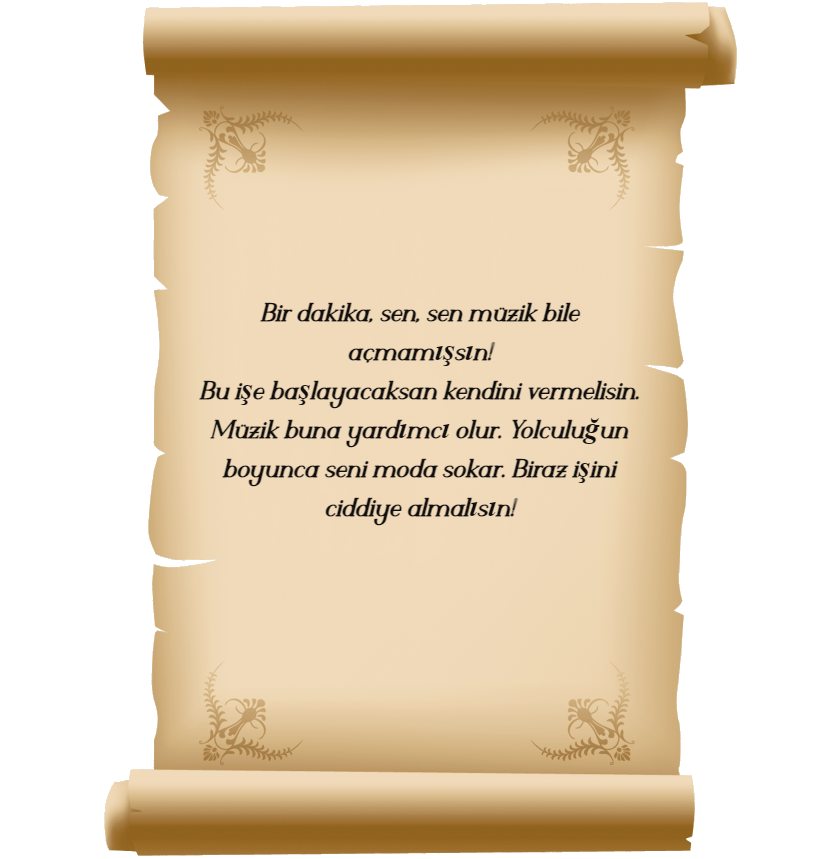 Bir dakika, sen, sen müzik bile
açmamışsın!
Bu işe başlayacaksan kendini vermelisin.
Müzik buna yardımcı olur. Yolculuğun
boyunca seni moda sokar. Biraz işini
ciddiye almalısın!